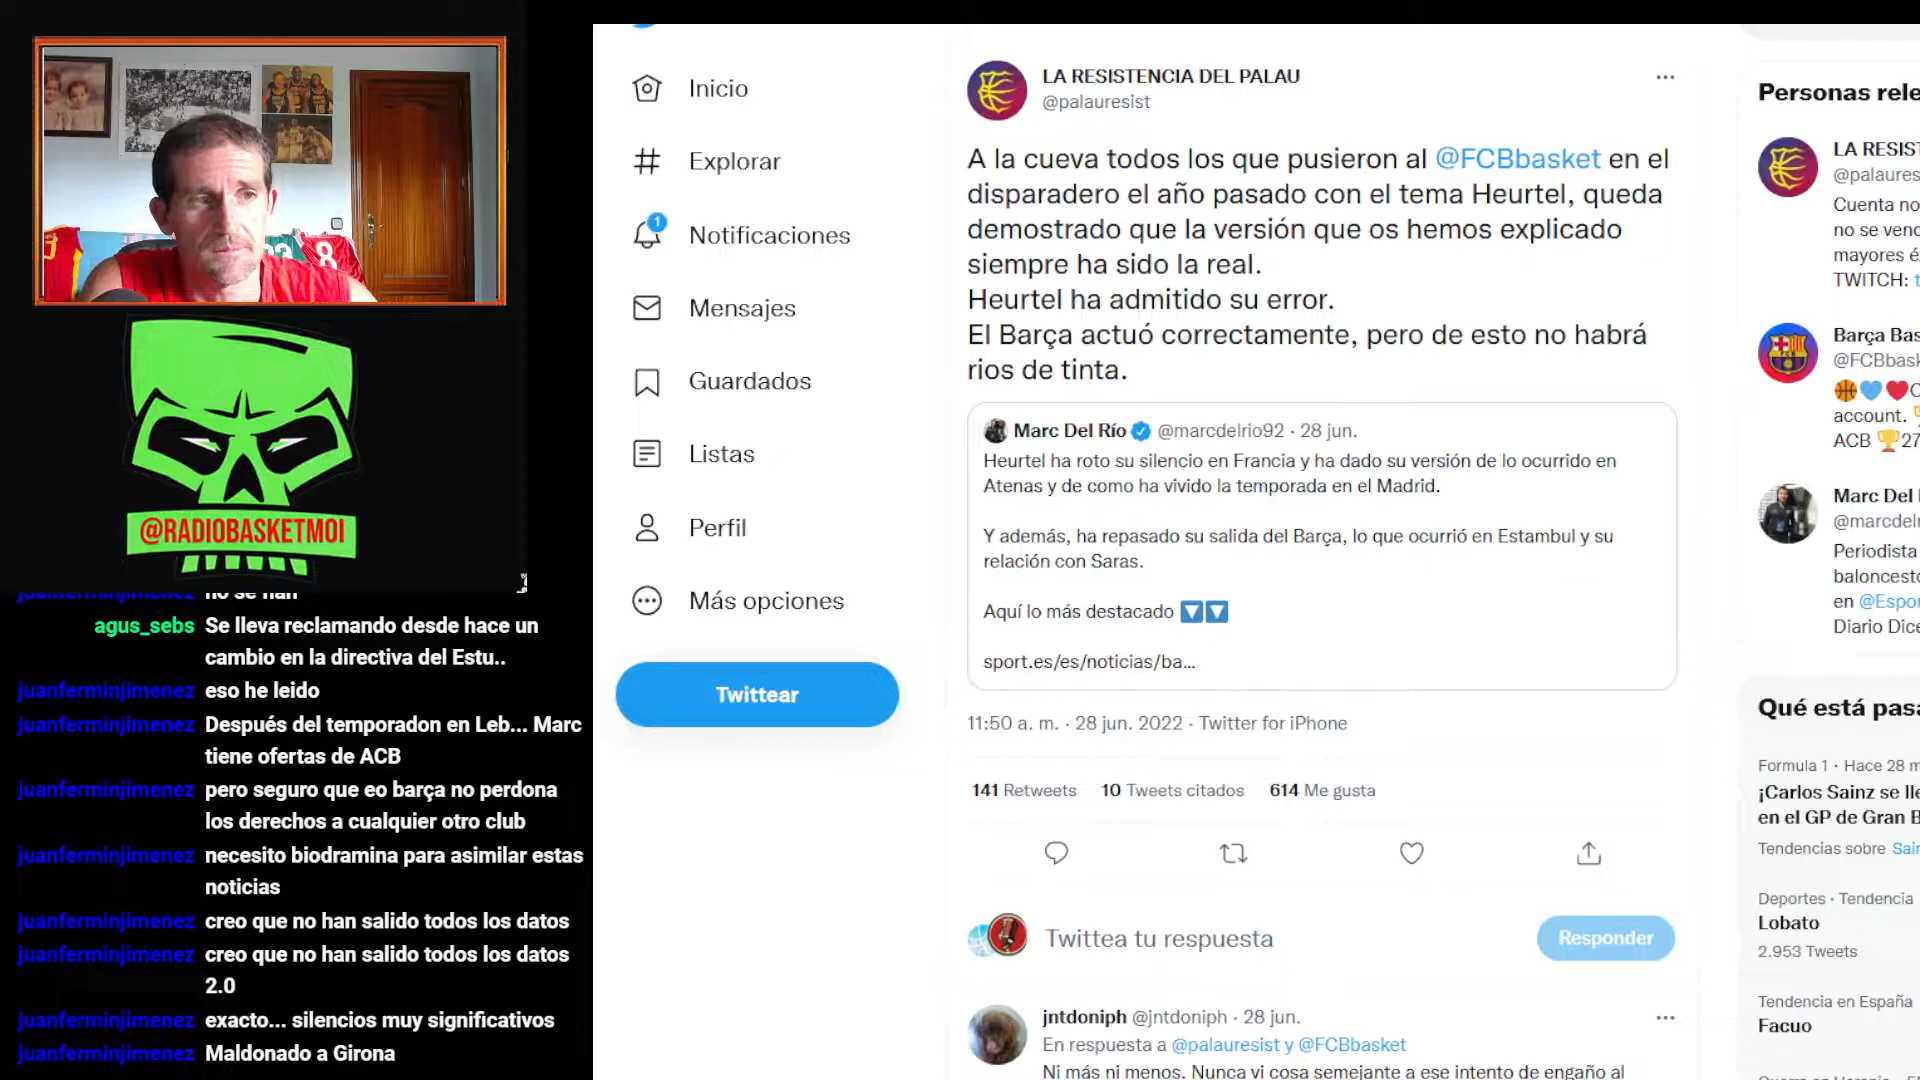 8
@RADIOBASKETMOI
juanferminjimenez no se han
agus_sebs Se lleva reclamando desde hace un
cambio en la directiva del Estu..
juanferminjimenez eso he leido
juanferminjimenez Después del temporadon en Leb... Marc
tiene ofertas de ACB
juanferminjimenez pero seguro que eo barça no perdona
los derechos a cualquier otro club
juanferminjimenez necesito biodramina para asimilar estas
noticias
juanferminjimenez creo que no han salido todos los datos
juanferminjimenez creo que no han salido todos los datos
2.0
juanferminjimenez exacto... silencios muy significativos
juanferminjimenez Maldonado a Girona
Inicio
Explorar
1
Notificaciones
Mensajes
Guardados
Listas
Perfil
Más opciones
Twittear
LA RESISTENCIA DEL PALAU
@palauresist
A la cueva todos los que pusieron al @FCBbasket en el
disparadero el año pasado con el tema Heurtel, queda
demostrado que la versión que os hemos explicado
siempre ha sido la real.
Heurtel ha admitido su error.
El Barça actuó correctamente, pero de esto no habrá
rios de tinta.
Marc Del Río @marcdelrio92 · 28 jun.
Heurtel ha roto su silencio en Francia y ha dado su versión de lo ocurrido en
Atenas y de como ha vivido la temporada en el Madrid.
Y además, ha repasado su salida del Barça, lo que ocurrió en Estambul y su
relación con Saras.
Aquí lo más destacado
sport.es/es/noticias/ba...
11:50 a. m. · 28 jun. 2022 · Twitter for iPhone
141 Retweets 10 Tweets citados 614 Me gusta
Twittea tu respuesta
Responder
jntdoniph @jntdoniph · 28 jun.
En respuesta a @palauresist y @FCBbasket
Ni más ni menos. Nunca vi cosa semejante a ese intento de engaño al
Personas rele
LA RESIST
@palaures
Cuenta no
no se venc
mayores é
TWITCH: t
Barça Bas
@FCBbask
account.
ACB 27
Marc Del
@marcdelr
Periodista
baloncesto
en @Espor
Diario Dice
Qué está pasa
Formula 1 · Hace 28 m
¡Carlos Sainz se lle
en el GP de Gran B
Tendencias sobre Sain
Deportes · Tendencia
Lobato
2.953 Tweets
Tendencia en España
Facuo